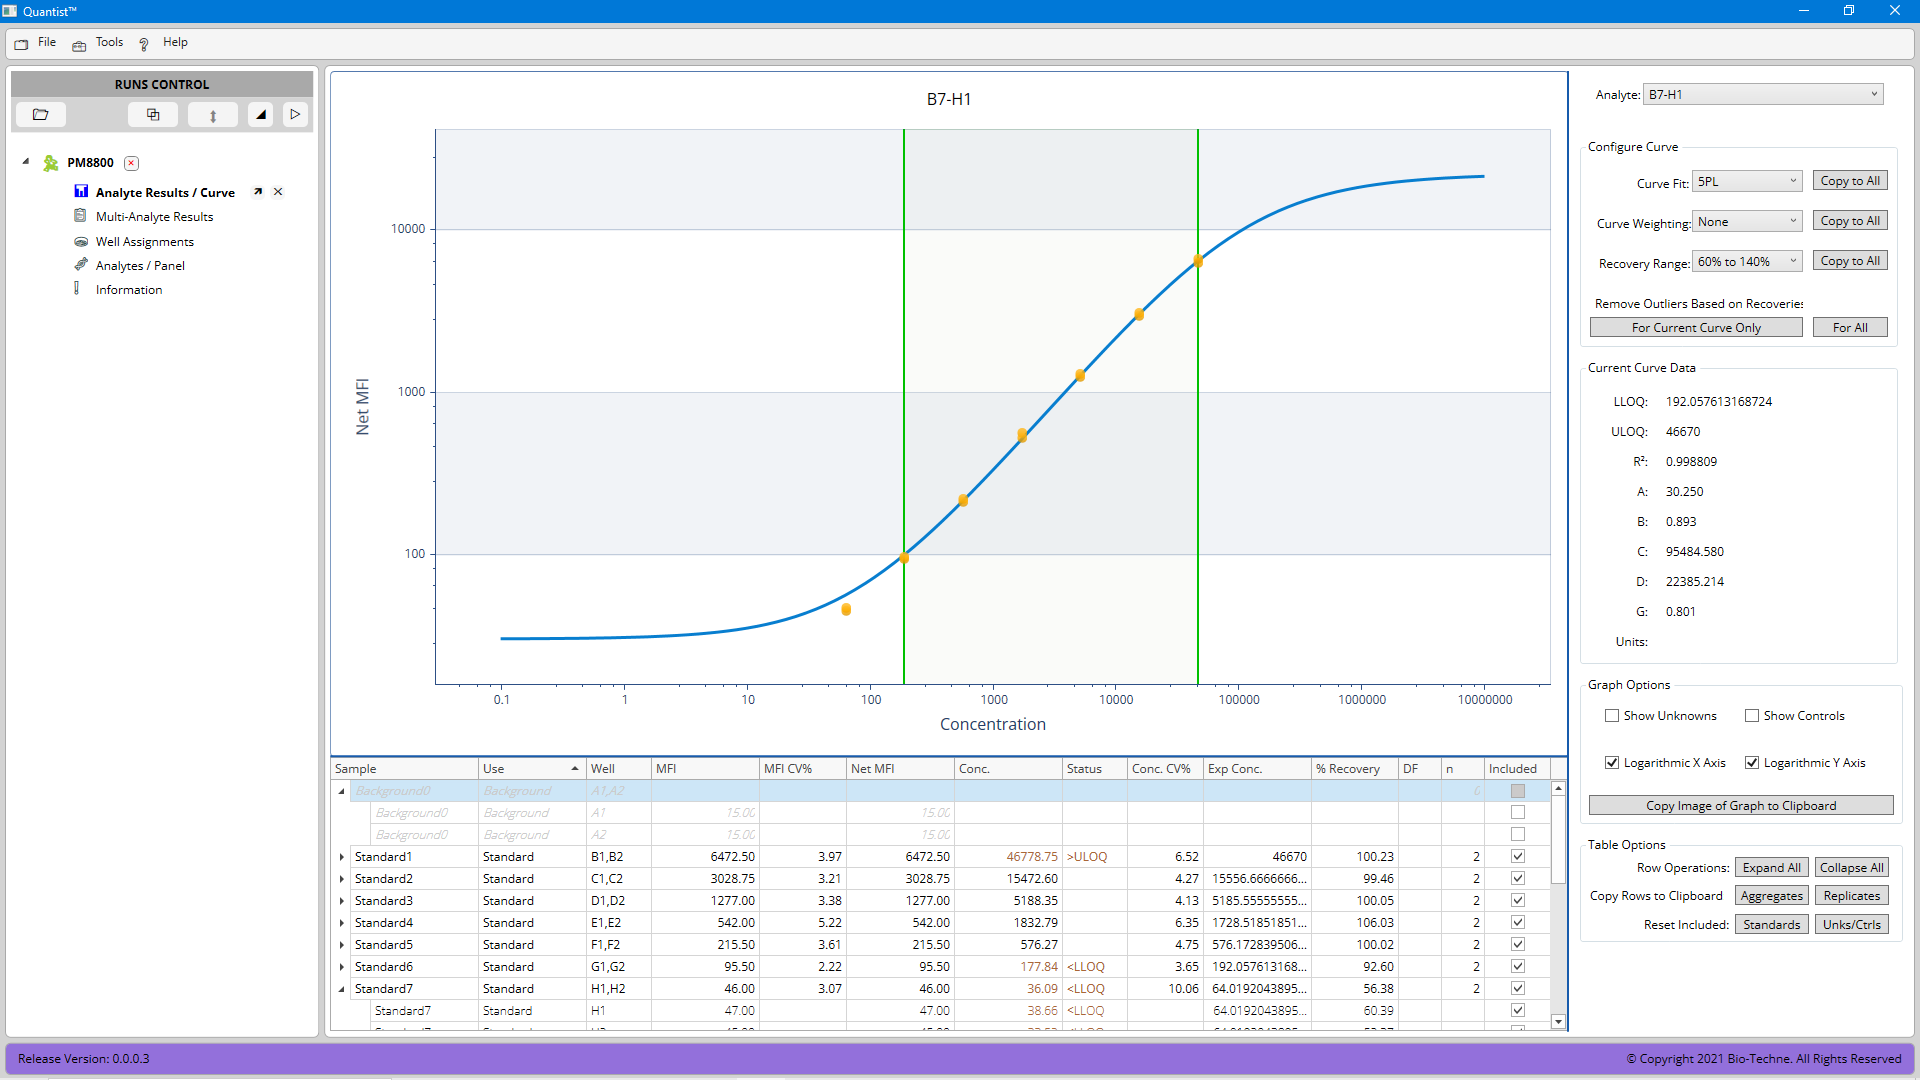 Quantist™
File Tools Help
RUNS CONTROL
PM8800
Analyte Results / Curve
Multi-Analyte Results
Well Assignments
Analytes / Panel
Information
B7-H1
10000
1000
100
Net MFI
0.1 1 10 100 1000 10000 100000 1000000 10000000
Concentration
Sample Use Well MFI MFI CV% Net MFI Conc. Status Conc. CV% Exp Conc. % Recovery DF n Included
Background0 Background A1,A2 0
Background0 Background A1 15.00 15.00
Background0 Background A2 15.00 15.00
Standard1 Standard B1,B2 6472.50 3.97 6472.50 46778.75 >ULOQ 6.52 46670 100.23 2
Standard2 Standard C1,C2 3028.75 3.21 3028.75 15472.60 4.27 15556.6666666... 99.46 2
Standard3 Standard D1,D2 1277.00 3.38 1277.00 5188.35 4.13 5185.55555555... 100.05 2
Standard4 Standard E1,E2 542.00 5.22 542.00 1832.79 6.35 1728.51851851... 106.03 2
Standard5 Standard F1,F2 215.50 3.61 215.50 576.27 4.75 576.172839506... 100.02 2
Standard6 Standard G1,G2 95.50 2.22 95.50 177.84 <LLOQ 3.65 192.057613168... 92.60 2
Standard7 Standard H1,H2 46.00 3.07 46.00 36.09 <LLOQ 10.06 64.0192043895... 56.38 2
Standard7 Standard H1 47.00 47.00 38.66 <LLOQ 64.0192043895... 60.39
Analyte: B7-H1
Configure Curve
Curve Fit: 5PL Copy to All
Curve Weighting: None Copy to All
Recovery Range: 60% to 140% Copy to All
Remove Outliers Based on Recoveries
For Current Curve Only For All
Current Curve Data
LLOQ: 192.057613168724
ULOQ: 46670
R²: 0.998809
A: 30.250
B: 0.893
C: 95484.580
D: 22385.214
G: 0.801
Units:
Graph Options
Show Unknowns Show Controls
Logarithmic X Axis Logarithmic Y Axis
Copy Image of Graph to Clipboard
Table Options
Row Operations: Expand All Collapse All
Copy Rows to Clipboard Aggregates Replicates
Reset Included: Standards Unks/Ctrls
Release Version: 0.0.0.3
© Copyright 2021 Bio-Techne. All Rights Reserved